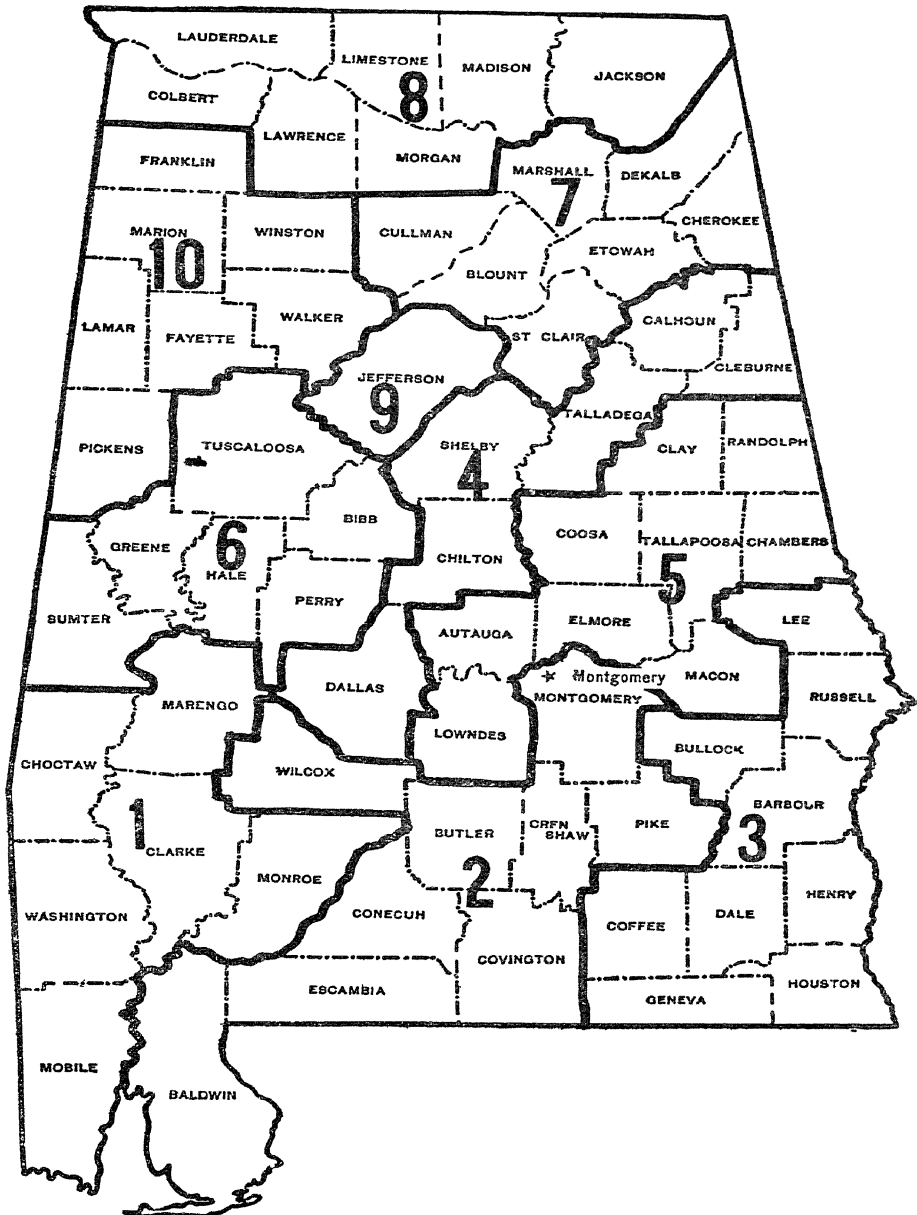 LAUDERDALE
LIMESTONE
MADISON
JACKSON
8
COLBERT
LAWRENCE
MORGAN
FRANKLIN
MARSHALL
DEKALB
7
MARION
WINSTON
CULLMAN
CHEROKEE
10
ETOWAH
BLOUNT
LAMAR
FAYETTE
WALKER
ST CLAIR
CALHOUN
CLEBURNE
JEFFERSON
9
TALLADEGA
PICKENS
TUSCALOOSA
SHELBY
CLAY
RANDOLPH
4
BIBB
GREENE
6
HALE
CHILTON
COOSA
TALLAPOOSA
CHAMBERS
5
PERRY
SUMTER
AUTAUGA
ELMORE
LEE
Montgomery
MACON
DALLAS
MARENGO
MONTGOMERY
RUSSELL
LOWNDES
BULLOCK
CHOCTAW
WILCOX
BARBOUR
1
CLARKE
BUTLER
CREN
SHAW
PIKE
3
2
MONROE
HENRY
WASHINGTON
CONECUH
COFFEE
DALE
COVINGTON
ESCAMBIA
HOUSTON
GENEVA
MOBILE
BALDWIN